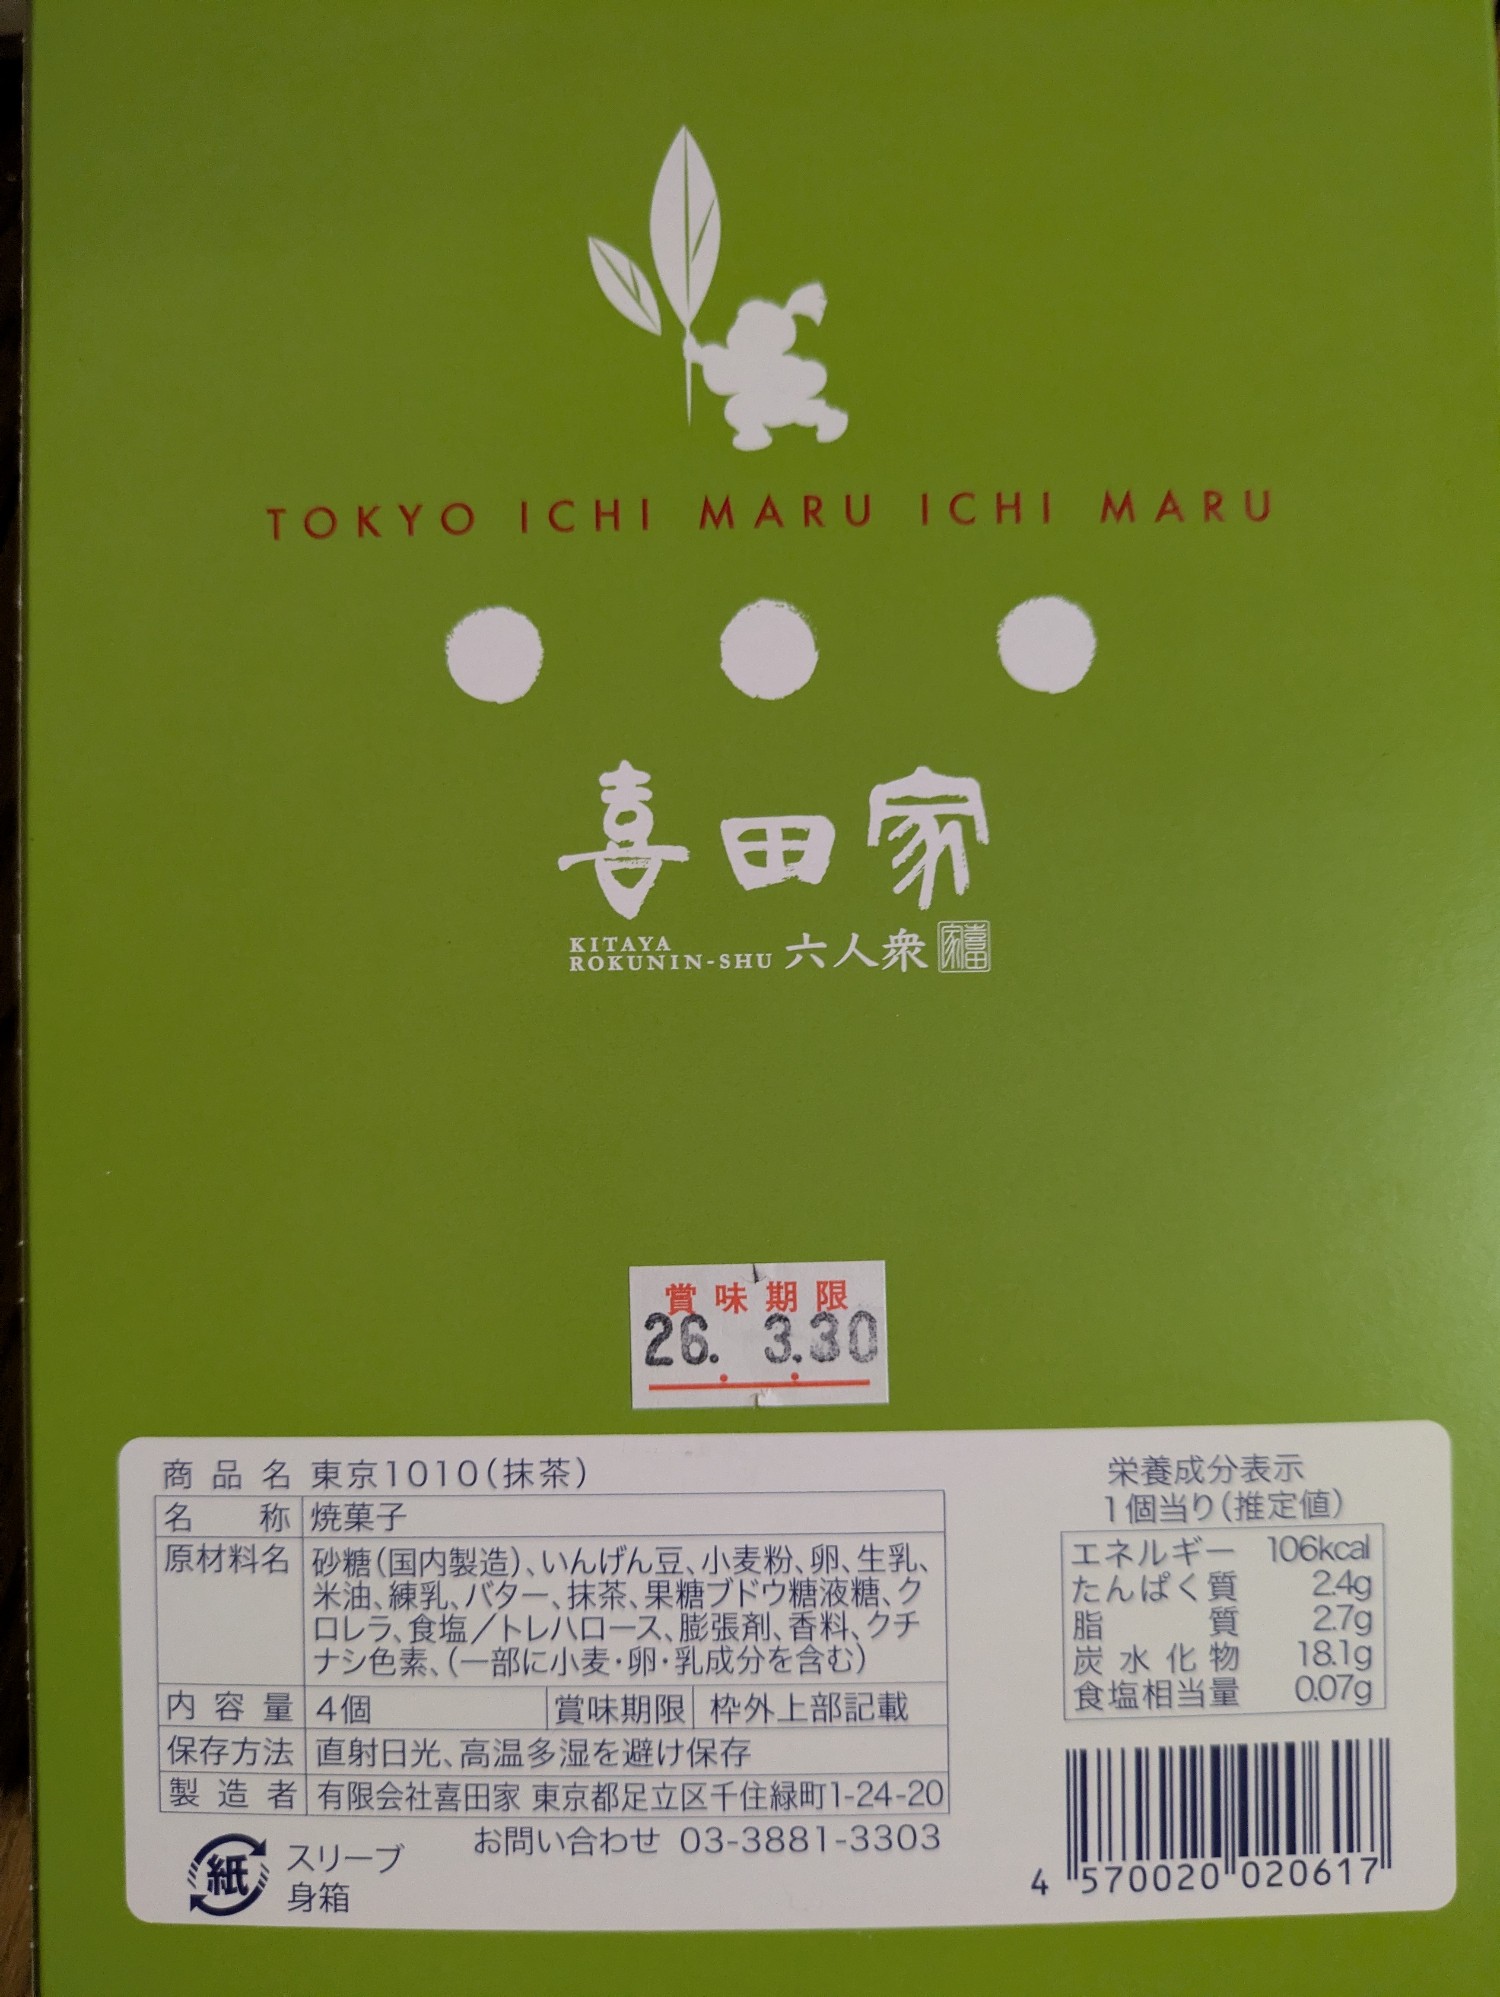 TOKYO ICHI MARU ICHI MARU
喜田家
KITAYA
ROKUNIN-SHU 六人衆 喜田家
賞味期限
26. 3.30
商品名 東京1010(抹茶)
名称 焼菓子
原材料名 砂糖(国内製造)、いんげん豆、小麦粉、卵、生乳、
米油、練乳、バター、抹茶、果糖ブドウ糖液糖、ク
ロレラ、食塩/トレハロース、膨張剤、香料、クチ
ナシ色素、(一部に小麦・卵・乳成分を含む)
内容量 4個 賞味期限 枠外上部記載
保存方法 直射日光、高温多湿を避け保存
製造者 有限会社喜田家 東京都足立区千住緑町1-24-20
お問い合わせ 03-3881-3303
紙 スリーブ
身箱
栄養成分表示
1個当り(推定値)
エネルギー 106kcal
たんぱく質 2.4g
脂質 2.7g
炭水化物 18.1g
食塩相当量 0.07g
4 570020 020617